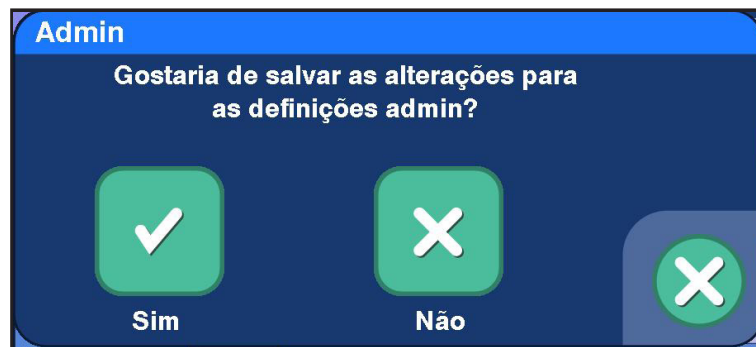 Admin
Gostaria de salvar as alterações para
as definições admin?
Sim
Não